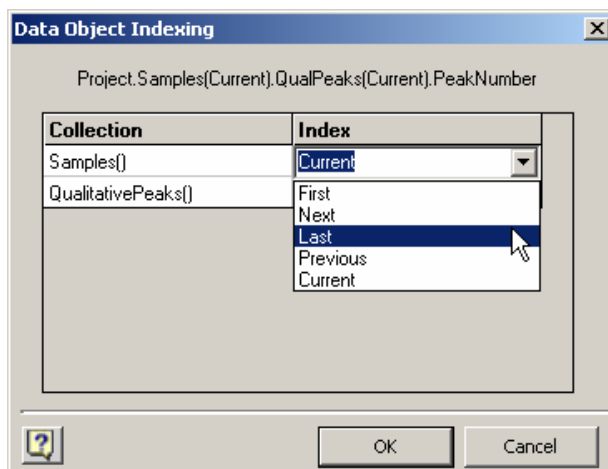 Data Object Indexing
Project.Samples(Current).QualPeaks(Current).PeakNumber
Collection Index
Samples() Current
QualitativePeaks()
First
Next
Last
Previous
Current
OK Cancel